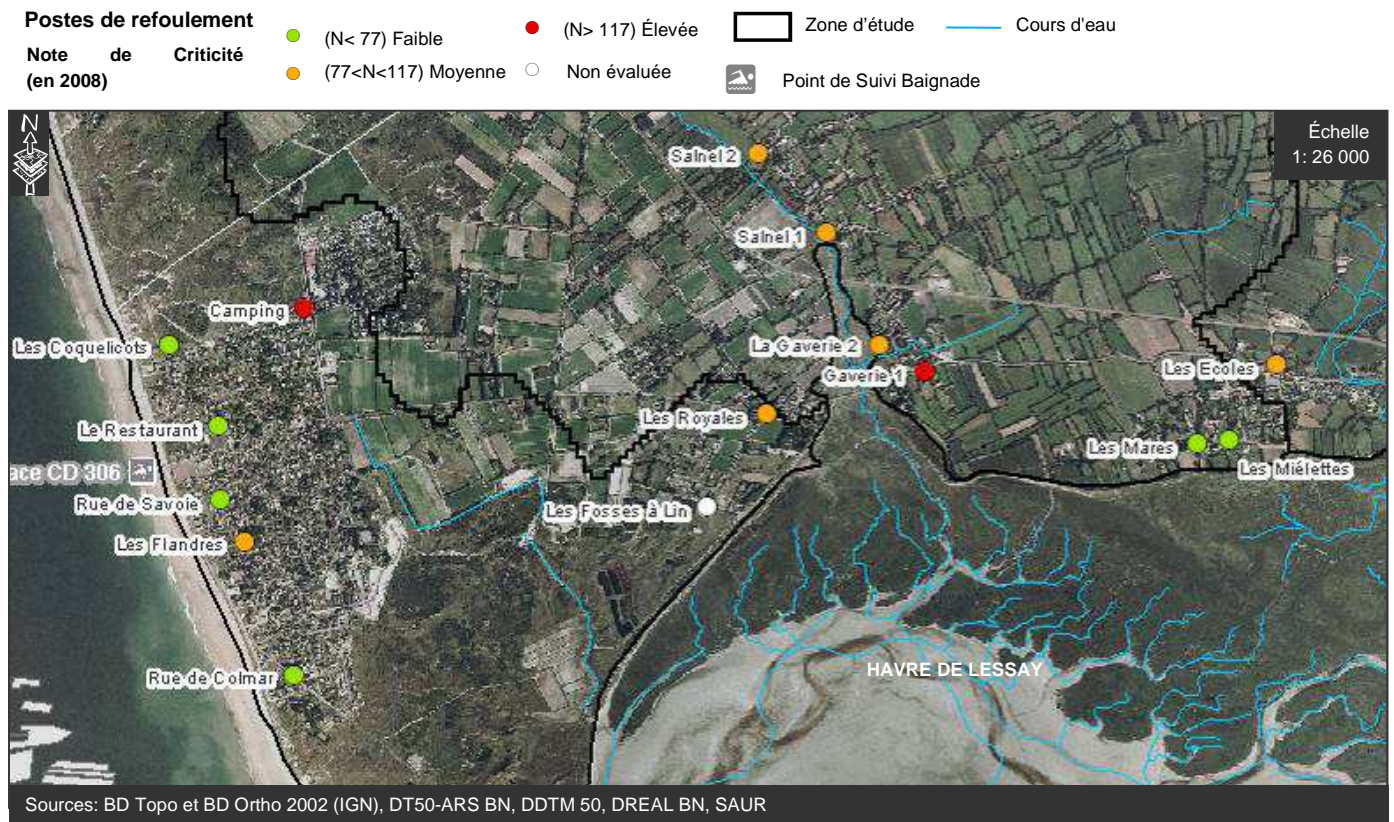 Postes de refoulement
Note de Criticité
(en 2008)
(N< 77) Faible
(77<N<117) Moyenne
(N> 117) Élevée
Non évaluée
Zone d'étude
Cours d'eau
Point de Suivi Baignade
N
Échelle
1: 26 000
Salnel 2
Salnel 1
Camping
Les Coquelicots
La Gaverie 2
Gaverie 1
Les Ecoles
Les Royales
Le Restaurant
Les Mares
Les Miélettes
ace CD 306
Rue de Savoie
Les Fosses à Lin
Les Flandres
HAVRE DE LESSAY
Rue de Colmar
Sources: BD Topo et BD Ortho 2002 (IGN), DT50-ARS BN, DDTM 50, DREAL BN, SAUR